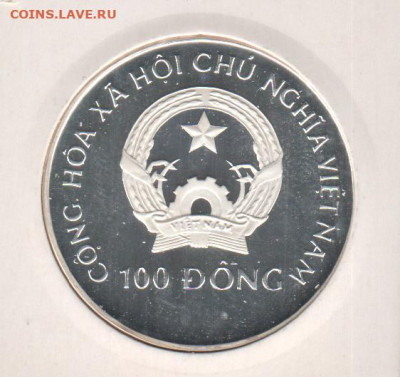 COINS.LAVE.RU
CỘNG HÒA XÃ HỘI CHỦ NGHĨA VIỆT NAM
VIỆT NAM
100 ĐỒNG